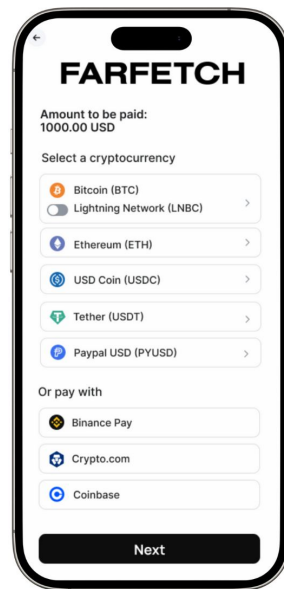 FARFETCH
Amount to be paid:
1000.00 USD
Select a cryptocurrency
Bitcoin (BTC)
Lightning Network (LNBC)
Ethereum (ETH)
USD Coin (USDC)
Tether (USDT)
Paypal USD (PYUSD)
Or pay with
Binance Pay
Crypto.com
Coinbase
Next